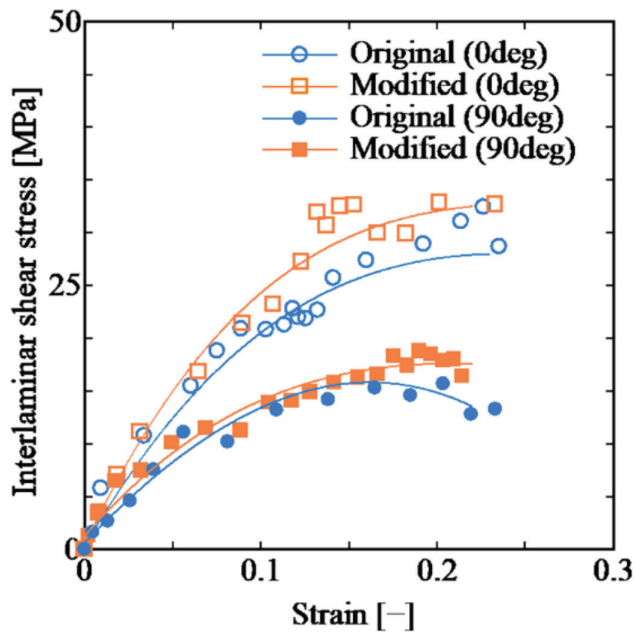 50
Original (0deg)
Modified (0deg)
Original (90deg)
Modified (90deg)
Interlaminar shear stress [MPa]
25
0
0
0.1
0.2
0.3
Strain [−]